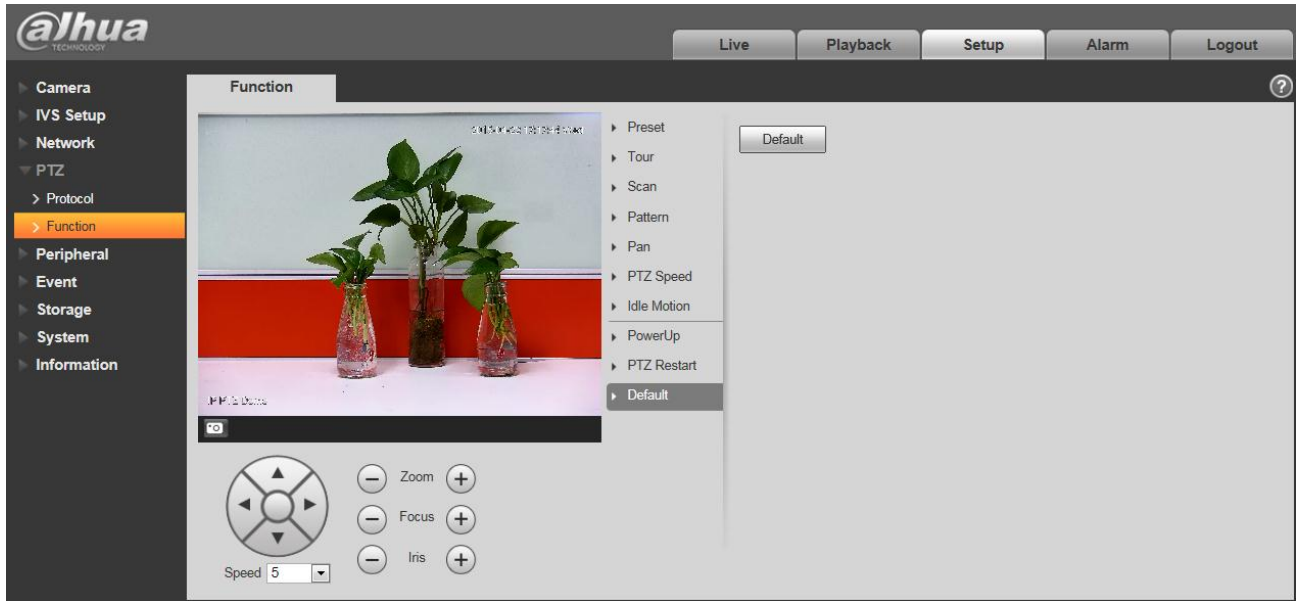 alhua
TECHNOLOGY
Live
Playback
Setup
Alarm
Logout
Camera
IVS Setup
Network
PTZ
Protocol
Function
Peripheral
Event
Storage
System
Information
Function
?
Preset
Tour
Scan
Pattern
Pan
PTZ Speed
Idle Motion
PowerUp
PTZ Restart
Default
Default
Zoom
Focus
Iris
Speed 5